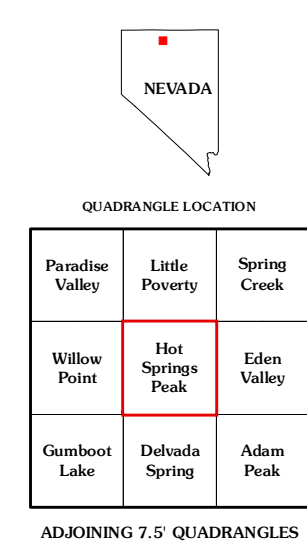 NEVADA
QUADRANGLE LOCATION
Paradise
Valley
Little
Poverty
Spring
Creek
Willow
Point
Hot
Springs
Peak
Eden
Valley
Gumboot
Lake
Delvada
Spring
Adam
Peak
ADJOINING 7.5' QUADRANGLES